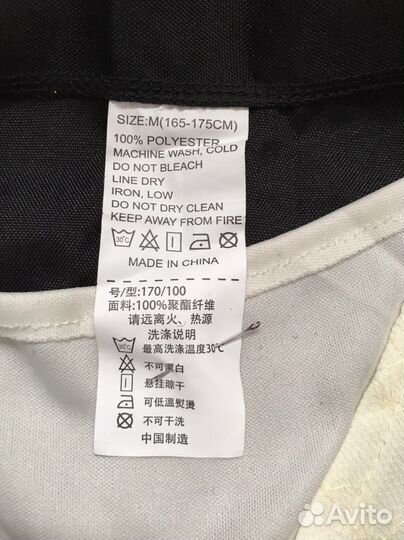 SIZE:M(165-175CM)
100% POLYESTER
MACHINE WASH, COLD
DO NOT BLEACH
LINE DRY
IRON, LOW
DO NOT DRY CLEAN
KEEP AWAY FROM FIRE
30℃
MADE IN CHINA
号/型:170/100
面料:100%聚酯纤维
请远离火、热源
洗涤说明
30℃ 最高洗涤温度30℃
不可漂白
悬挂晾干
可低温熨燙
不可干洗
中国制造
Avito